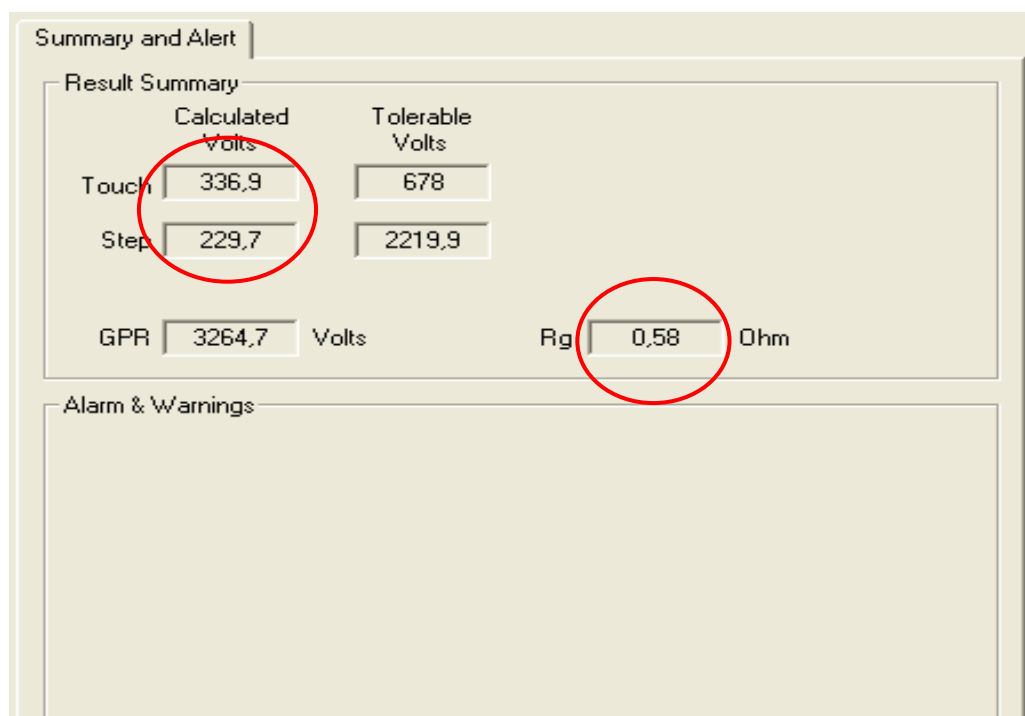 Summary and Alert
Result Summary
Calculated Volts Tolerable Volts
Touch 336,9 678
Step 229,7 2219,9
GPR 3264,7 Volts Rg 0,58 Ohm
Alarm & Warnings